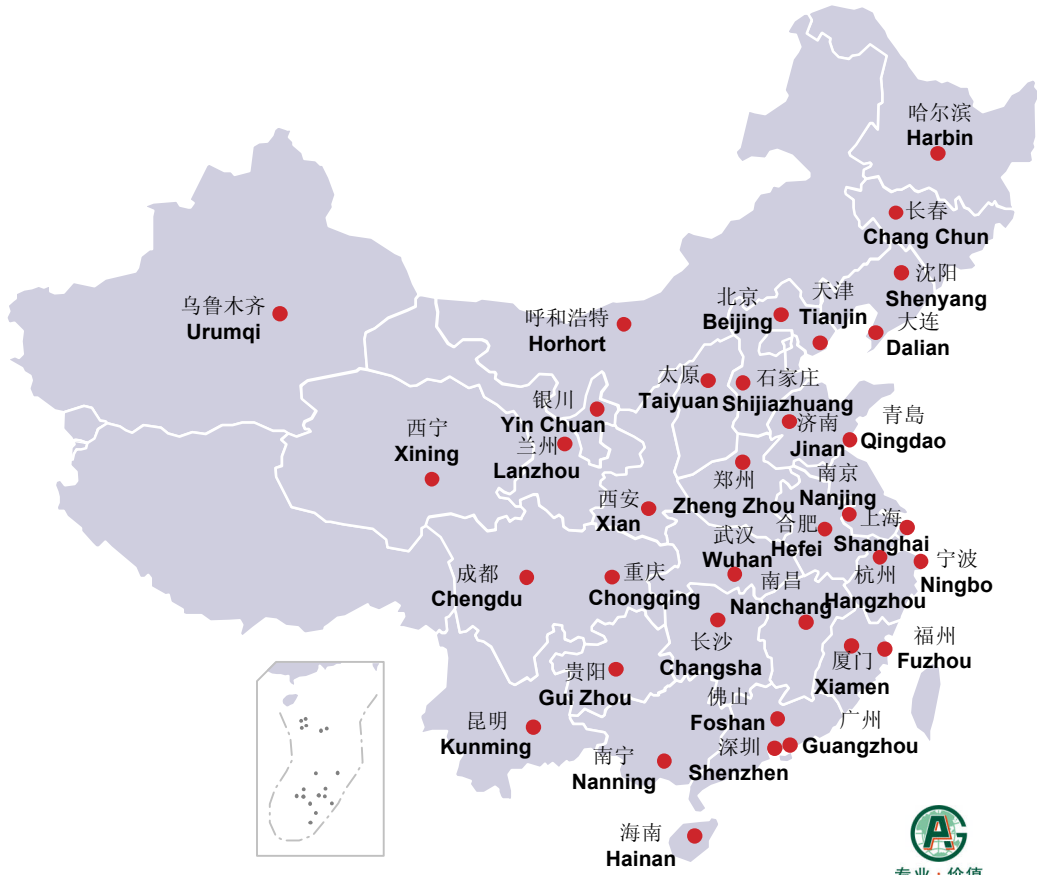 哈尔滨
Harbin
长春
Chang Chun
沈阳
Shenyang
天津
Tianjin
北京
Beijing
大连
Dalian
乌鲁木齐
Urumqi
呼和浩特
Horhort
太原
Taiyuan
石家庄
Shijiazhuang
银川
Yin Chuan
济南
Jinan
青島
Qingdao
西宁
Xining
兰州
Lanzhou
郑州
Zheng Zhou
南京
Nanjing
西安
Xian
合肥
Hefei
上海
Shanghai
武汉
Wuhan
宁波
Ningbo
成都
Chengdu
重庆
Chongqing
南昌
Nanchang
杭州
Hangzhou
长沙
Changsha
福州
Fuzhou
厦门
Xiamen
贵阳
Gui Zhou
佛山
Foshan
昆明
Kunming
广州
Guangzhou
深圳
Shenzhen
南宁
Nanning
海南
Hainan
AG
专业·价值